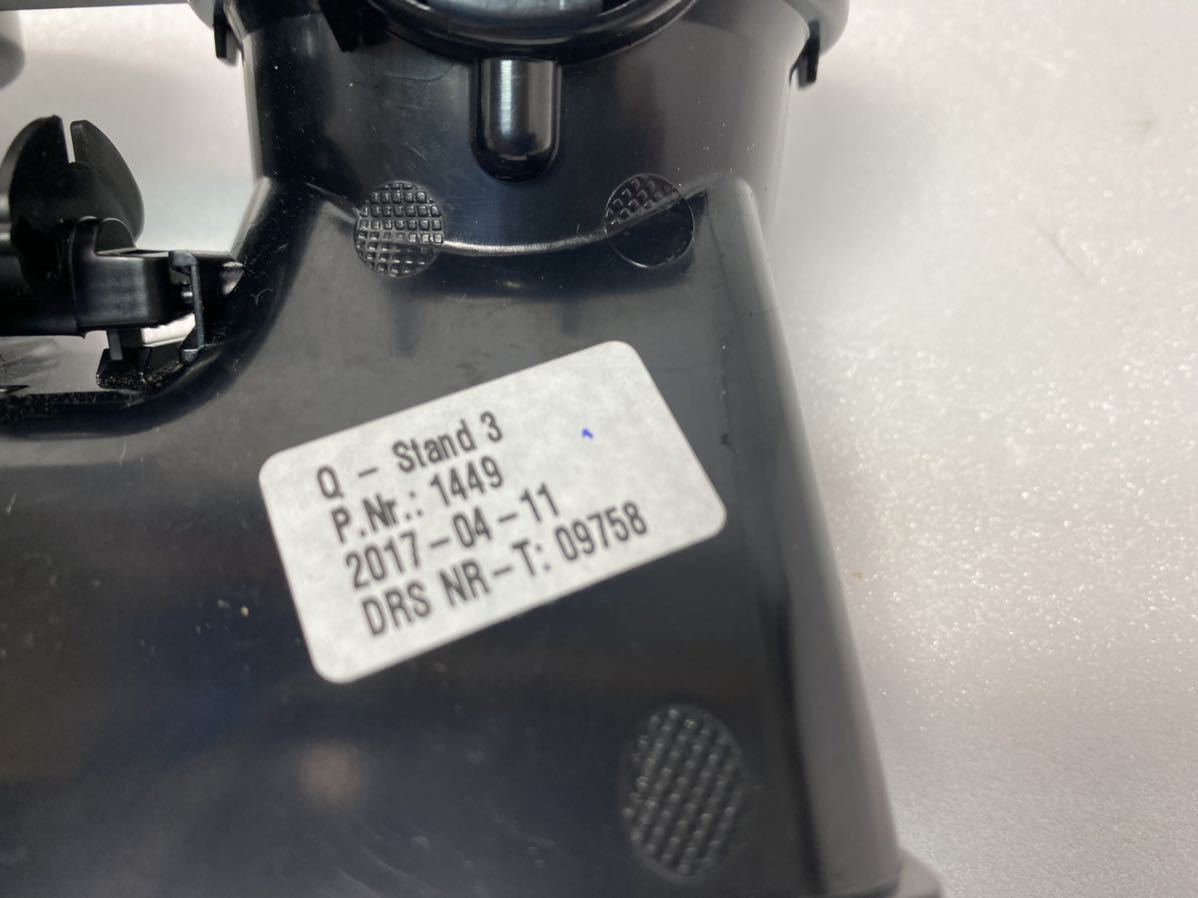 Q - Stand 3
P.Nr.: 1449
2017-04-11
DRS NR-T: 09758